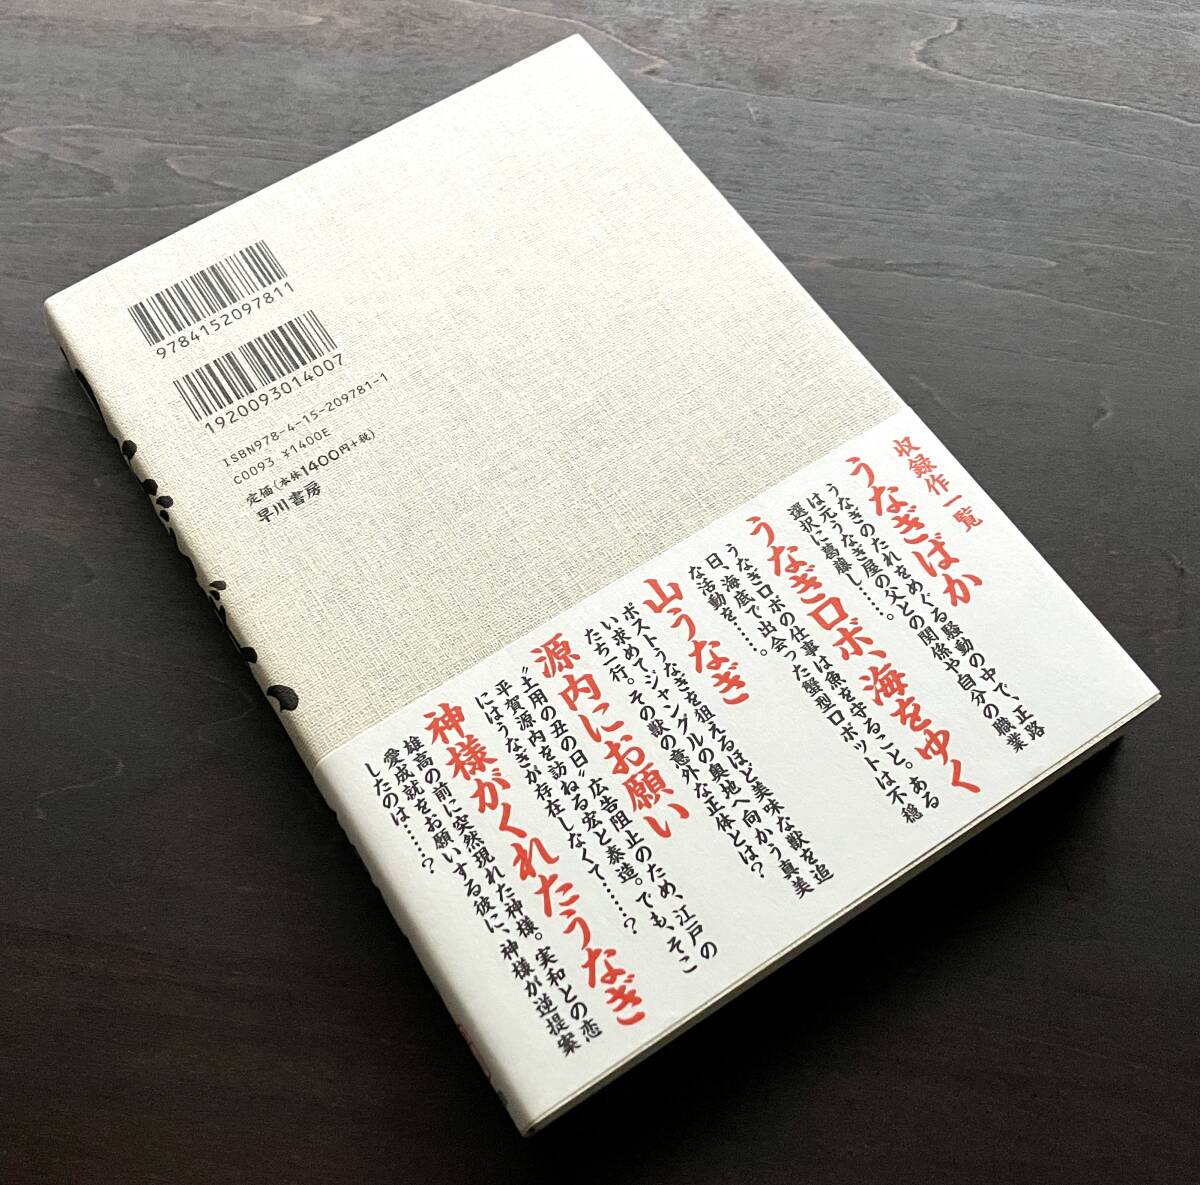 9784152097811
1920093014007
ISBN978-4-15-209781-1
C0093 ¥1400E
定価(本体1400円+税)
早川書房
収録作一覧
うなぎばか
うなぎのたれをめぐる騒動の中で、正路
は元うなぎ屋の父との関係や自分の職業
選択に葛藤し……。
うなぎロボ、海をゆく
うなぎロボの仕事は魚を守ること。ある
日、海底で出会った蟹型ロボットは不穏
な活動を……。
山うなぎ
ポストうなぎを狙えるほど美味な獣を追
い求めてジャングルの奥地へ向かう真美
たち一行。その獣の意外な正体とは?
源内にお願い
"土用の丑の日"広告阻止のため、江戸の
平賀源内を訪ねる宏と泰造。でも、そこ
にはうなぎが存在しなくて……?
神様がくれたうなぎ
雄高の前に突然現れた神様。実和との恋
愛成就をお願いする彼に、神様が逆提案
したのは……?